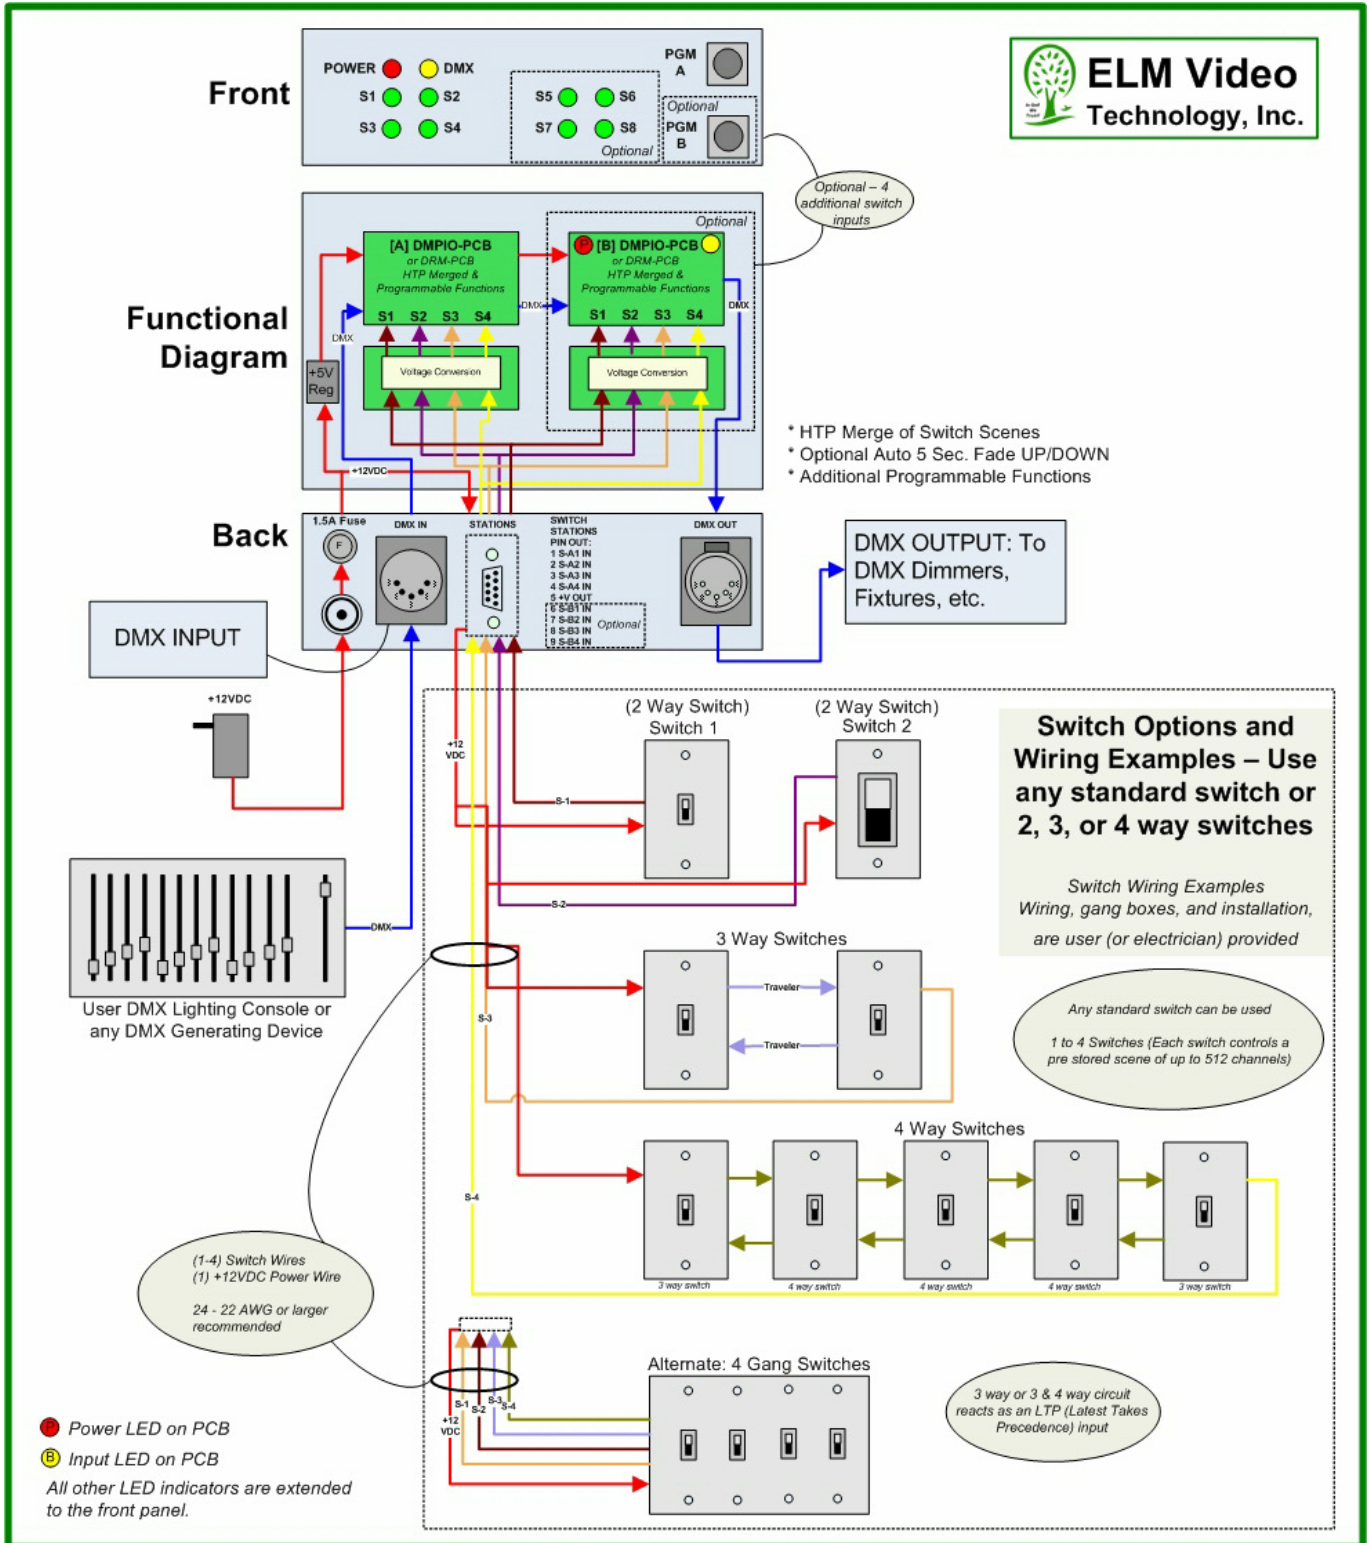 Front
POWER
DMX
S1
S2
S3
S4
S5
S6
S7
S8
Optional
PGM
A
Optional
PGM
B
ELM Video
Technology, Inc.
Optional – 4
additional switch
inputs
Functional
Diagram
Optional
[A] DMPIO-PCB
or DRM-PCB
HTP Merged &
Programmable Functions
S1 S2 S3 S4
P
[B] DMPIO-PCB
or DRM-PCB
HTP Merged &
Programmable Functions
S1 S2 S3 S4
DMX
DMX
DMX
+5V
Reg
Voltage Conversion
Voltage Conversion
+12VDC
* HTP Merge of Switch Scenes
* Optional Auto 5 Sec. Fade UP/DOWN
* Additional Programmable Functions
Back
1.5A Fuse
F
DMX IN
STATIONS
SWITCH
STATIONS
PIN OUT:
1 S-A1 IN
2 S-A2 IN
3 S-A3 IN
4 S-A4 IN
5 +V OUT
6 S-B1 IN
7 S-B2 IN
8 S-B3 IN
9 S-B4 IN
Optional
DMX OUT
DMX OUTPUT: To
DMX Dimmers,
Fixtures, etc.
DMX INPUT
+12VDC
DMX
User DMX Lighting Console or
any DMX Generating Device
+12
VDC
(2 Way Switch)
Switch 1
(2 Way Switch)
Switch 2
S-1
S-2
Switch Options and
Wiring Examples – Use
any standard switch or
2, 3, or 4 way switches
Switch Wiring Examples
Wiring, gang boxes, and installation,
are user (or electrician) provided
3 Way Switches
Traveler
Traveler
S-3
Any standard switch can be used
1 to 4 Switches (Each switch controls a
pre stored scene of up to 512 channels)
4 Way Switches
S-4
3 way switch
4 way switch
4 way switch
4 way switch
3 way switch
(1-4) Switch Wires
(1) +12VDC Power Wire
24 - 22 AWG or larger
recommended
Alternate: 4 Gang Switches
S-1
S-2
S-3
S-4
+12
VDC
3 way or 3 & 4 way circuit
reacts as an LTP (Latest Takes
Precedence) input
P Power LED on PCB
B Input LED on PCB
All other LED indicators are extended
to the front panel.